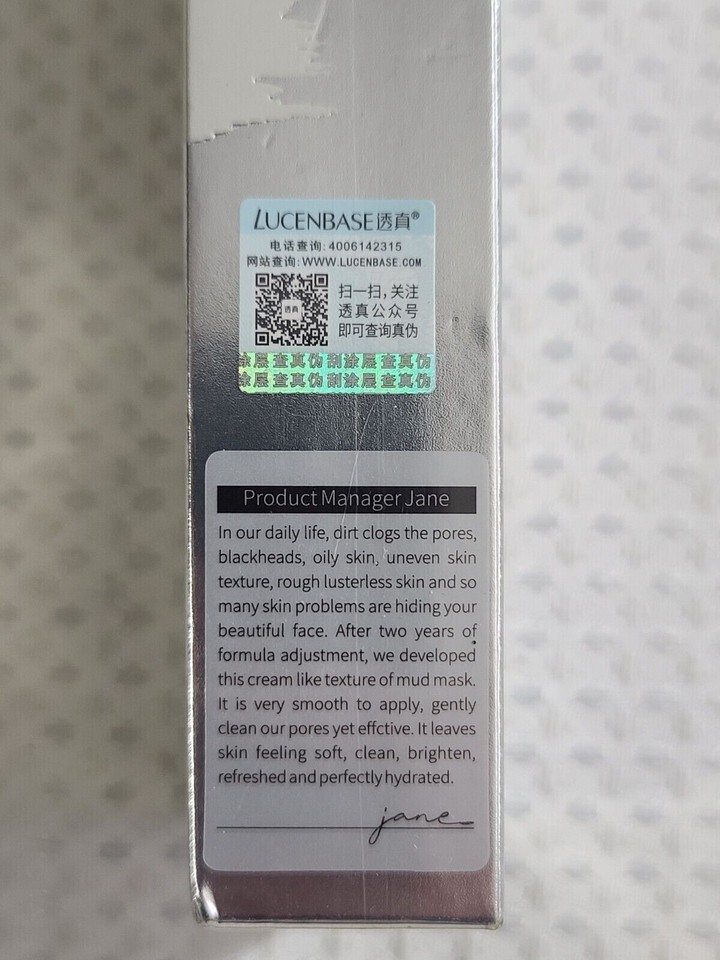 LUCENBASE透真®
电话查询:4006142315
网站查询:WWW.LUCENBASE.COM
透真
扫一扫,关注
透真公众号
即可查询真伪
涂层查真伪 刮涂层查真伪
涂层查真伪 刮涂层查真伪
Product Manager Jane
In our daily life, dirt clogs the pores,
blackheads, oily skin, uneven skin
texture, rough lusterless skin and so
many skin problems are hiding your
beautiful face. After two years of
formula adjustment, we developed
this cream like texture of mud mask.
It is very smooth to apply, gently
clean our pores yet effctive. It leaves
skin feeling soft, clean, brighten,
refreshed and perfectly hydrated.
jane